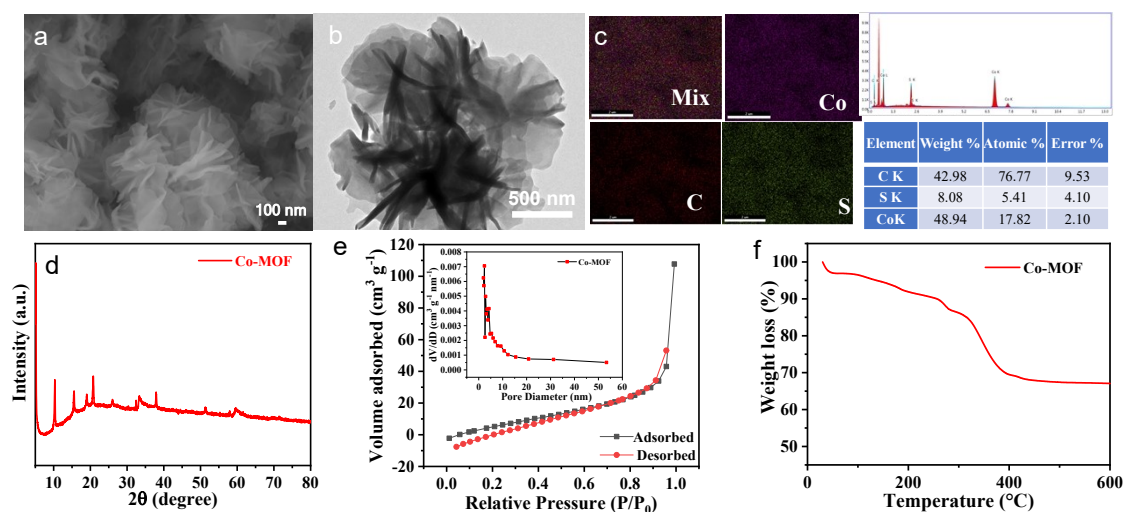 a
100 nm
b
500 nm
c
Mix
Co
C
S
Element Weight % Atomic % Error %
C K 42.98 76.77 9.53
S K 8.08 5.41 4.10
CoK 48.94 17.82 2.10
d
Co-MOF
Intensity (a.u.)
0 10 20 30 40 50 60 70 80
2θ (degree)
e
Volume adsorbed (cm³ g⁻¹)
120
100
80
60
40
20
0
-20
0.0 0.2 0.4 0.6 0.8 1.0
Relative Pressure (P/P₀)
Adsorbed
Desorbed
Co-MOF
dV/dD (cm³ g⁻¹ nm⁻¹)
0.008
0.007
0.006
0.005
0.004
0.003
0.002
0.001
0.000
0 10 20 30 40 50 60
Pore Diameter (nm)
f
Co-MOF
Weight loss (%)
100
90
80
70
60
50
0 200 400 600
Temperature (°C)